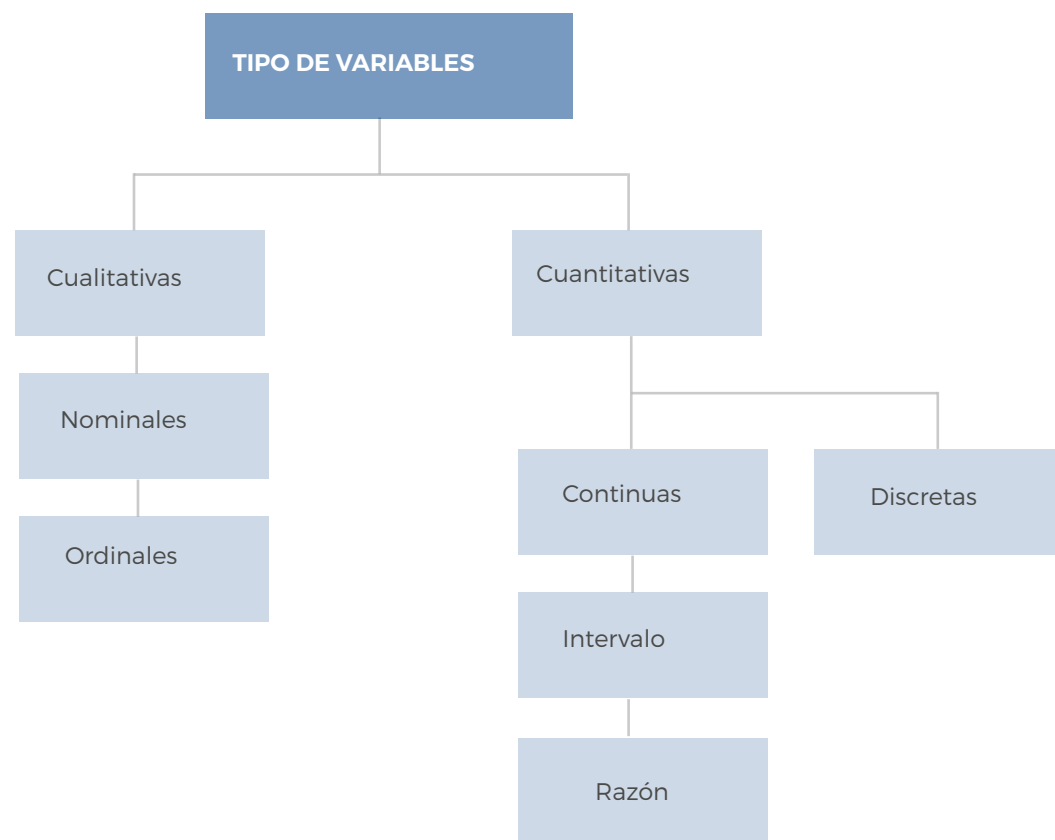 TIPO DE VARIABLES
Cualitativas
Cuantitativas
Nominales
Ordinales
Continuas
Discretas
Intervalo
Razón